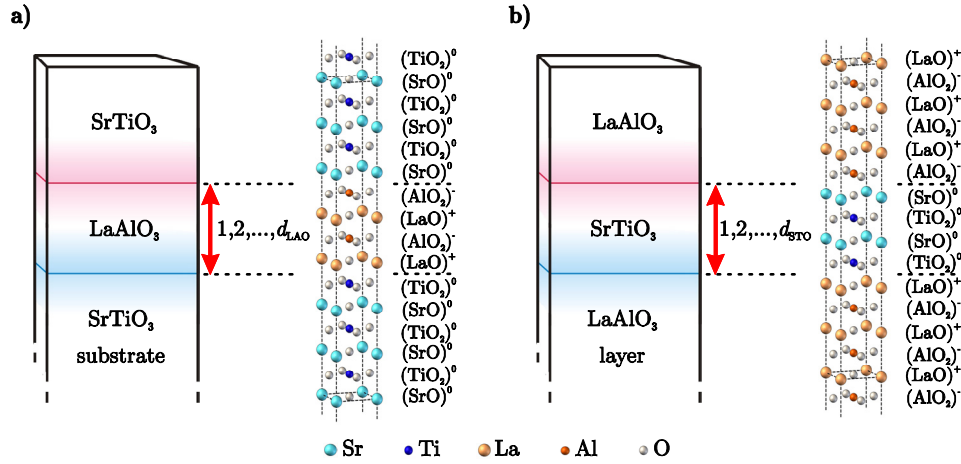 a)
SrTiO₃
LaAlO₃
SrTiO₃
substrate
1,2,...,d_LAO
(TiO₂)⁰
(SrO)⁰
(TiO₂)⁰
(SrO)⁰
(TiO₂)⁰
(SrO)⁰
(AlO₂)⁻
(LaO)⁺
(AlO₂)⁻
(LaO)⁺
(TiO₂)⁰
(SrO)⁰
(TiO₂)⁰
(SrO)⁰
(TiO₂)⁰
(SrO)⁰
b)
LaAlO₃
SrTiO₃
LaAlO₃
layer
1,2,...,d_STO
(LaO)⁺
(AlO₂)⁻
(LaO)⁺
(AlO₂)⁻
(LaO)⁺
(AlO₂)⁻
(SrO)⁰
(TiO₂)⁰
(SrO)⁰
(TiO₂)⁰
(LaO)⁺
(AlO₂)⁻
(LaO)⁺
(AlO₂)⁻
(LaO)⁺
(AlO₂)⁻
Sr Ti La Al O